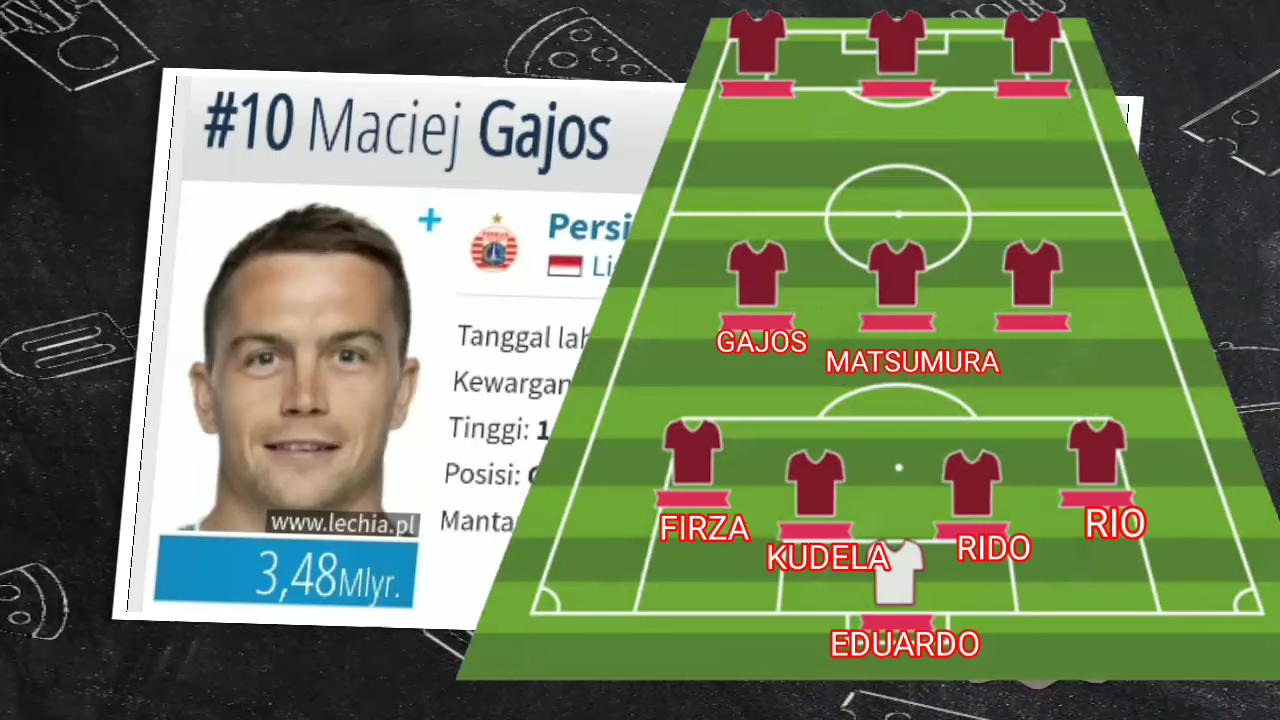 #10 Maciej Gajos
Persi
Li
Tanggal lah
Kewargan
Tinggi: 1
Posisi:
Manta
www.lechia.pl
3,48Mlyr.
GAJOS
MATSUMURA
FIRZA
KUDELA
RIDO
RIO
EDUARDO